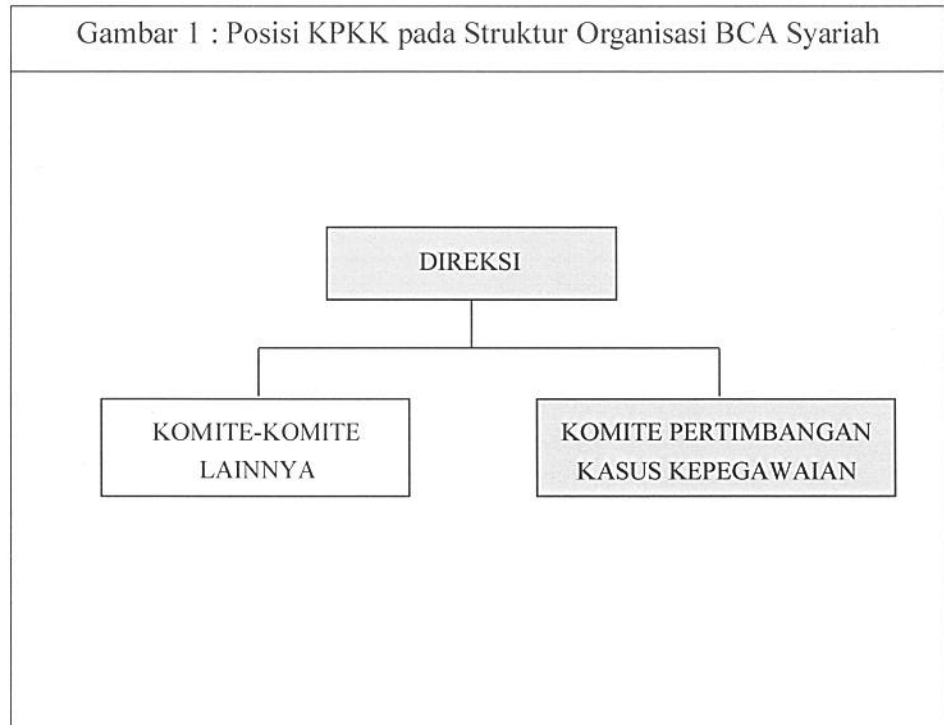 Gambar 1 : Posisi KPKK pada Struktur Organisasi BCA Syariah
DIREKSI
KOMITE-KOMITE
LAINNYA
KOMITE PERTIMBANGAN
KASUS KEPEGAWAIAN